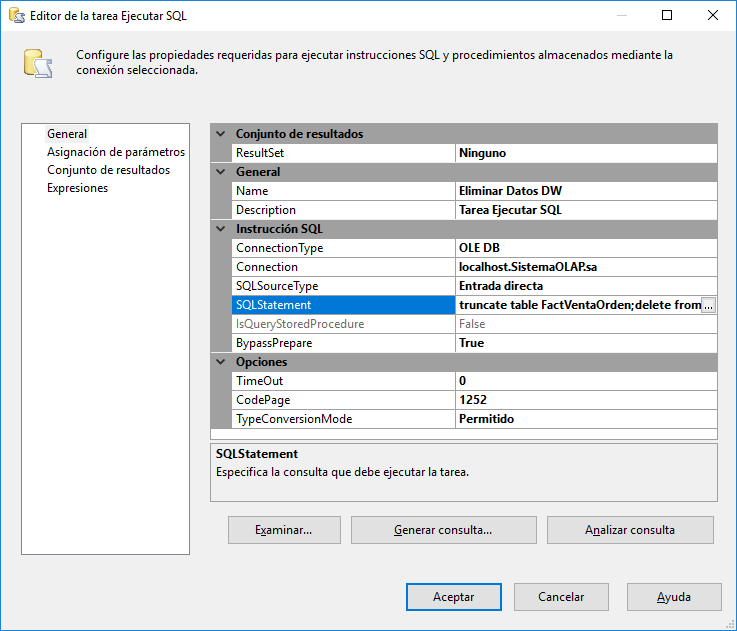 Editor de la tarea Ejecutar SQL
Configure las propiedades requeridas para ejecutar instrucciones SQL y procedimientos almacenados mediante la
conexión seleccionada.
General
Asignación de parámetros
Conjunto de resultados
Expresiones
Conjunto de resultados
ResultSet Ninguno
General
Name Eliminar Datos DW
Description Tarea Ejecutar SQL
Instrucción SQL
ConnectionType OLE DB
Connection localhost.SistemaOLAP.sa
SQLSourceType Entrada directa
SQLStatement truncate table FactVentaOrden;delete from ...
IsQueryStoredProcedure False
BypassPrepare True
Opciones
TimeOut 0
CodePage 1252
TypeConversionMode Permitido
SQLStatement
Especifica la consulta que debe ejecutar la tarea.
Examinar... Generar consulta... Analizar consulta
Aceptar Cancelar Ayuda